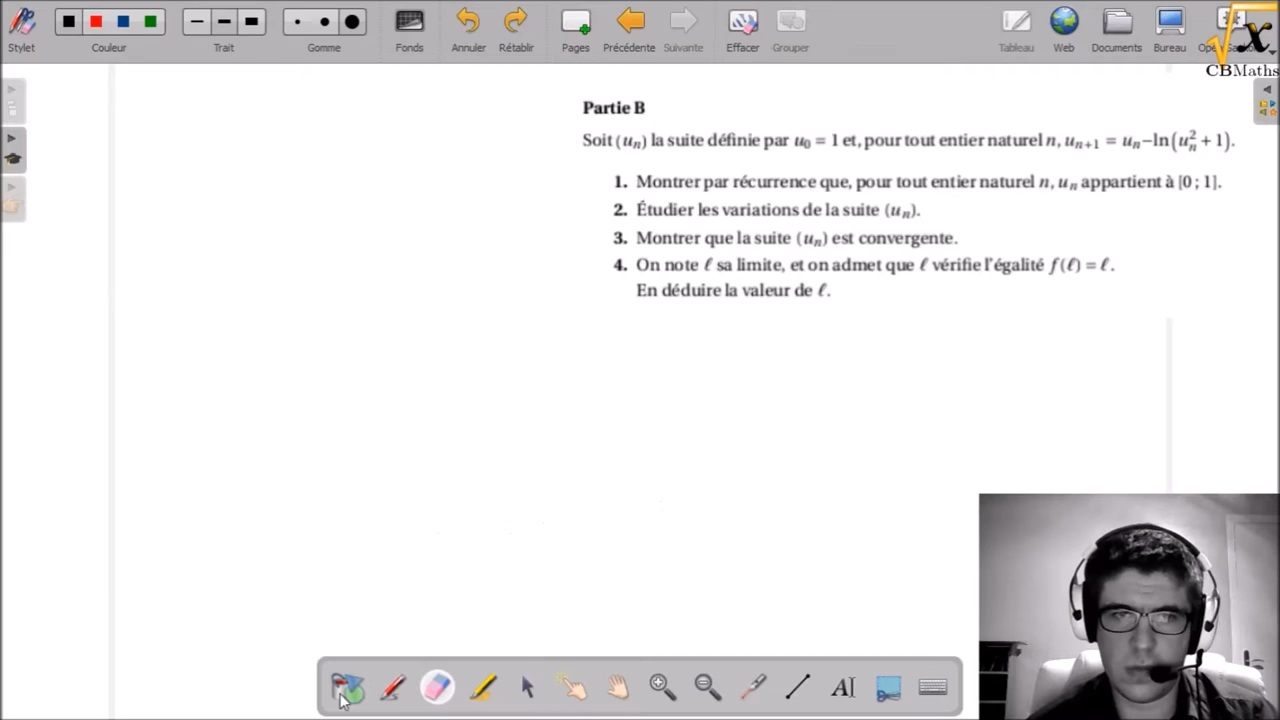 Stylet Couleur Trait Gomme Fonds Annuler Rétablir Pages Précédente Suivante Effacer Grouper Tableau Web Documents Bureau
CBMaths
Partie B
Soit (uₙ) la suite définie par u₀ = 1 et, pour tout entier naturel n, uₙ₊₁ = uₙ−ln(uₙ² + 1).
1. Montrer par récurrence que, pour tout entier naturel n, uₙ appartient à [0 ; 1].
2. Étudier les variations de la suite (uₙ).
3. Montrer que la suite (uₙ) est convergente.
4. On note ℓ sa limite, et on admet que ℓ vérifie l'égalité f(ℓ) = ℓ.
En déduire la valeur de ℓ.